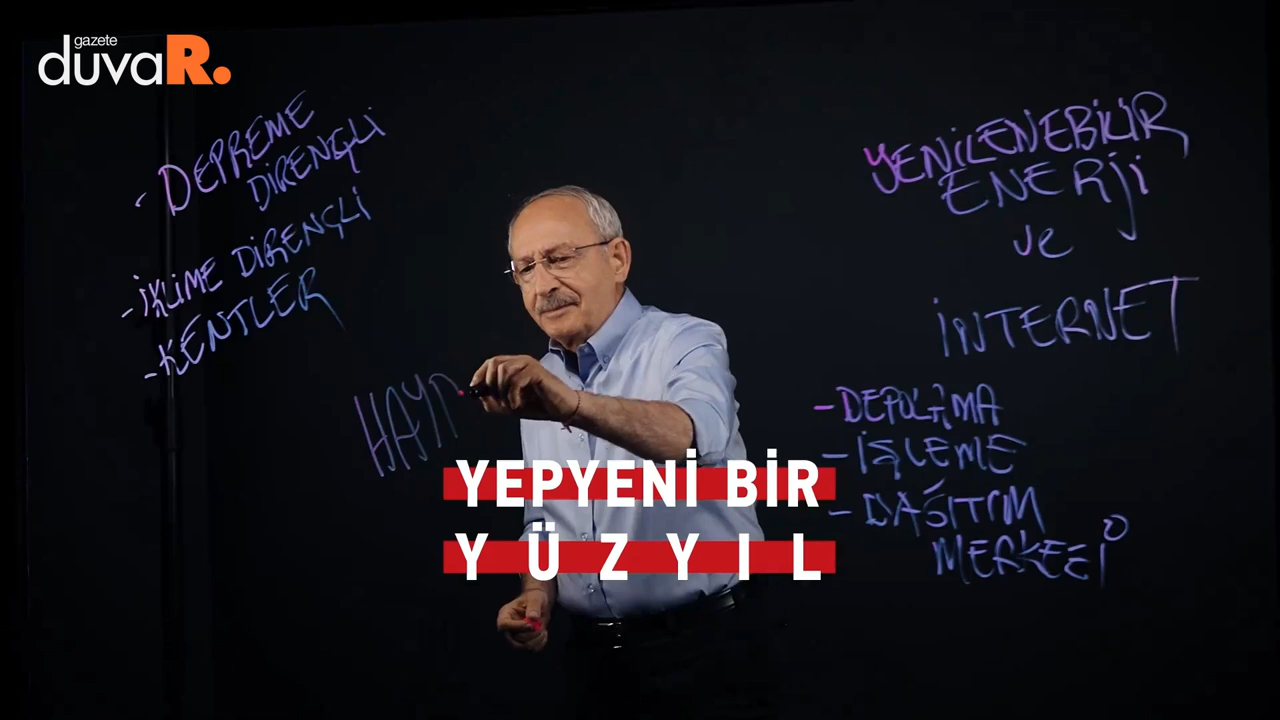 gazete
duvaR.
- DEPREME
DİRENÇLİ
- İKLİME DİRENÇLİ
- KENTLER
HAYI
YENİLENEBİLİR
ENERJİ
ve
İNTERNET
- DEPOLAMA
- İŞLEME
- DAĞITIM
MERKEZİ
YEPYENİ BİR
YÜZYIL